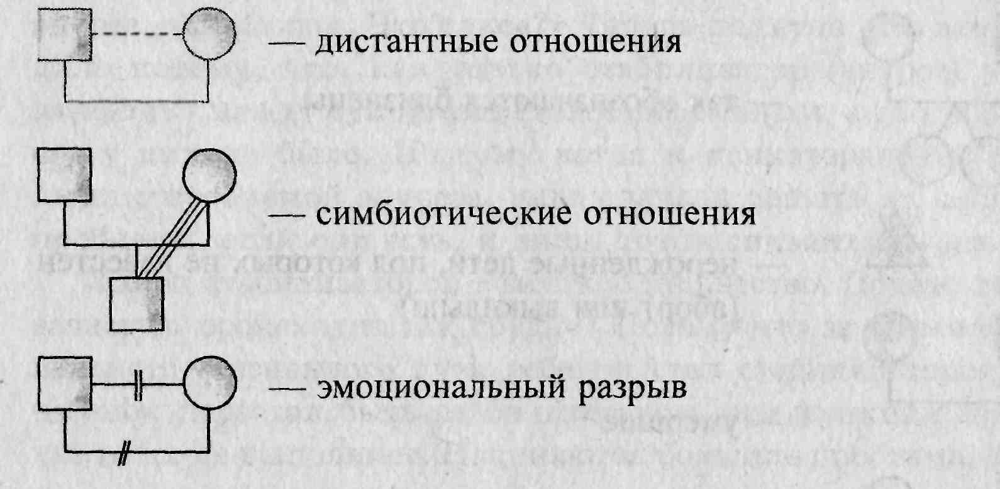 — дистантные отношения
— симбиотические отношения
— эмоциональный разрыв